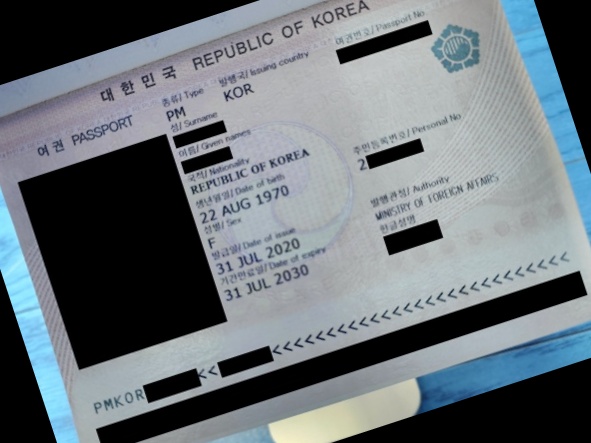 대한민국 REPUBLIC OF KOREA
여권 PASSPORT
종류/ Type 발행국/ Issuing country 여권번호/ Passport No
PM KOR
성/ Surname
이름/ Given names
국적/ Nationality 주민등록번호/ Personal No
REPUBLIC OF KOREA 2
생년월일/ Date of birth
22 AUG 1970
성별/ Sex 발행관청/ Authority
F MINISTRY OF FOREIGN AFFAIRS
발급일/ Date of issue 한글성명
31 JUL 2020
기간만료일/ Date of expiry
31 JUL 2030
PMKOR << <<<<<<<<<<<<<<<<<<<<<<<<<<<